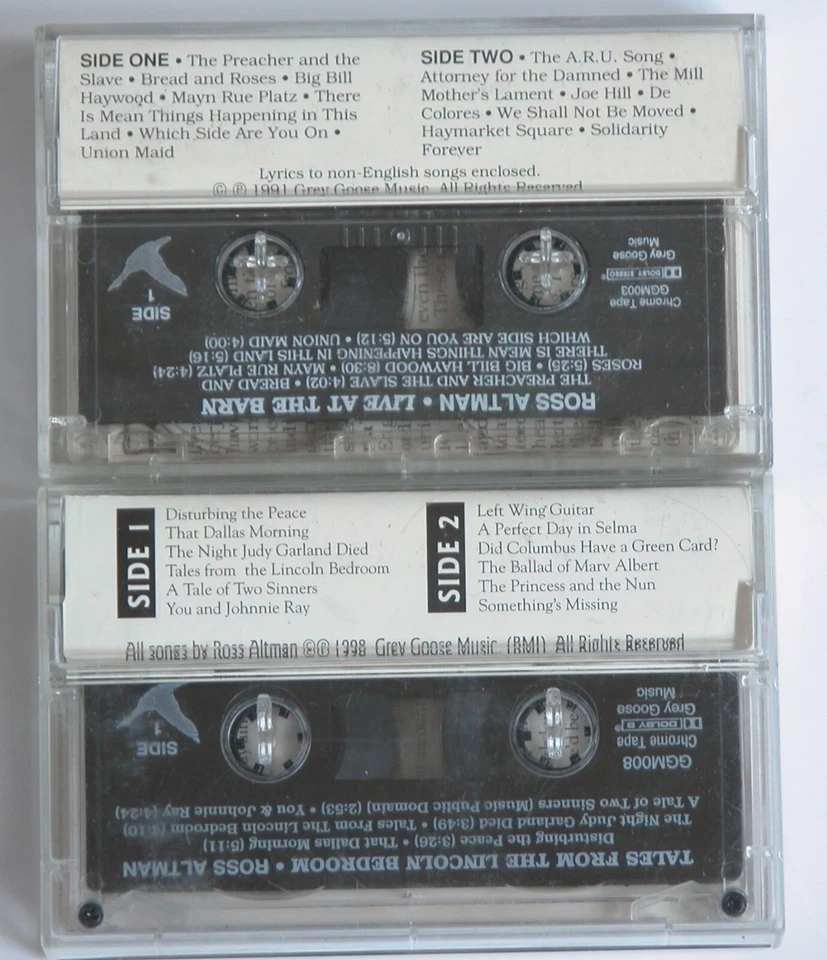 SIDE ONE • The Preacher and the
Slave • Bread and Roses • Big Bill
Haywood • Mayn Rue Platz • There
Is Mean Things Happening in This
Land • Which Side Are You On •
Union Maid
SIDE TWO • The A.R.U. Song •
Attorney for the Damned • The Mill
Mother's Lament • Joe Hill • De
Colores • We Shall Not Be Moved •
Haymarket Square • Solidarity
Forever
Lyrics to non-English songs enclosed.
© ℗ 1991 Grey Goose Music All Rights Reserved
ROSS ALTMAN • LIVE AT THE BARN
THE PREACHER AND THE SLAVE (4:02) • BREAD AND
ROSES (5:25) • BIG BILL HAYWOOD (8:30) • MAYN RUE PLATZ (4:24)
THERE IS MEAN THINGS HAPPENING IN THIS LAND (5:16)
WHICH SIDE ARE YOU ON (5:12) • UNION MAID (4:00)
SIDE
1
Chrome Tape
GGM003
DOLBY STEREO
Grey Goose
Music
SIDE 1
Disturbing the Peace
That Dallas Morning
The Night Judy Garland Died
Tales from the Lincoln Bedroom
A Tale of Two Sinners
You and Johnnie Ray
SIDE 2
Left Wing Guitar
A Perfect Day in Selma
Did Columbus Have a Green Card?
The Ballad of Marv Albert
The Princess and the Nun
Something's Missing
All songs by Ross Altman ©℗ 1998 Grey Goose Music (BMI) All Rights Reserved
TALES FROM THE LINCOLN BEDROOM • ROSS ALTMAN
Disturbing the Peace (3:26) • That Dallas Morning (5:11)
The Night Judy Garland Died (3:49) • Tales From The Lincoln Bedroom (4:10)
A Tale of Two Sinners (Music Public Domain) (2:53) • You & Johnnie Ray (4:24)
SIDE
1
GGM008
Chrome Tape
DOLBY B
Grey Goose
Music